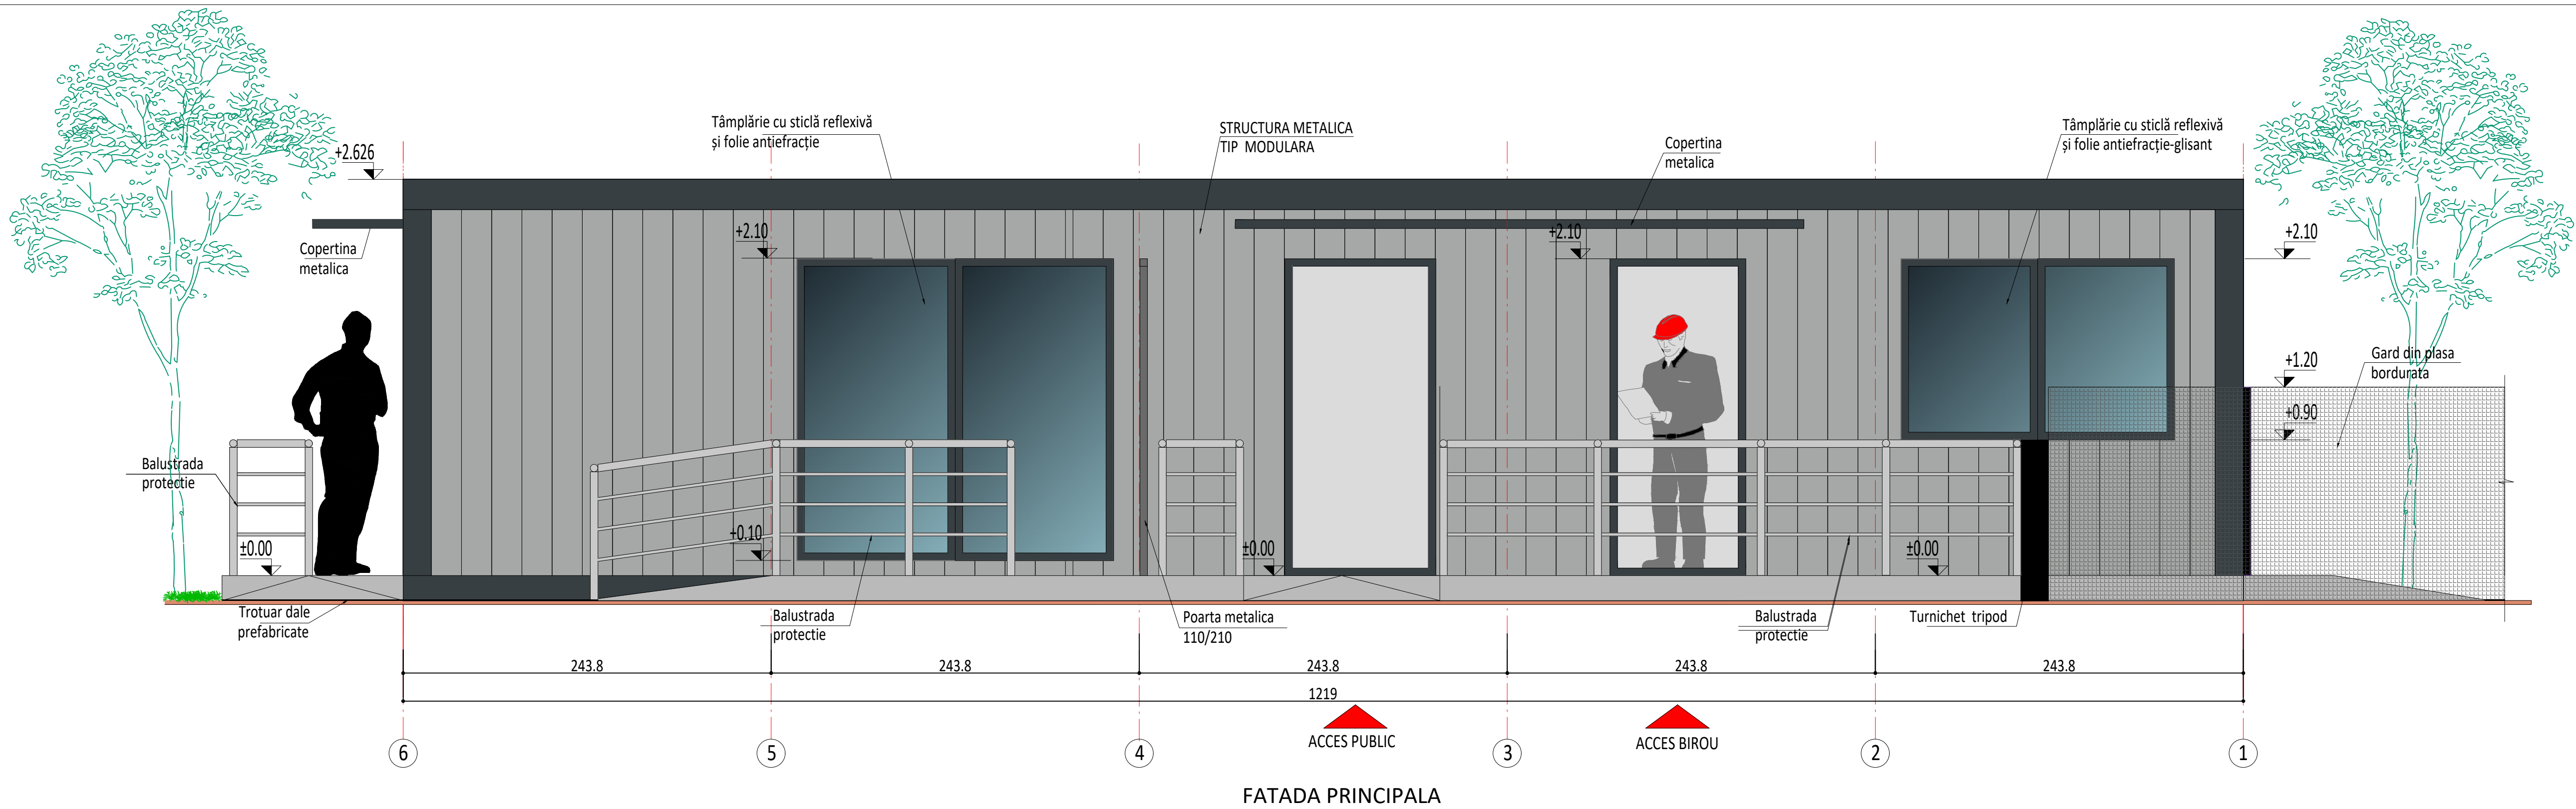 Tâmplărie cu sticlă reflexivă
și folie antiefracție
STRUCTURA METALICA
TIP MODULARA
Copertina
metalica
Tâmplărie cu sticlă reflexivă
și folie antiefracție-glisant
+2.626
Copertina
metalica
+2.10
+2.10
+2.10
+1.20
Gard din plasa
bordurata
+0.90
Balustrada
protectie
±0.00
+0.10
±0.00
±0.00
Trotuar dale
prefabricate
Balustrada
protectie
Poarta metalica
110/210
Balustrada
protectie
Turnichet tripod
243.8
243.8
243.8
243.8
243.8
1219
ACCES PUBLIC
ACCES BIROU
6
5
4
3
2
1
FATADA PRINCIPALA